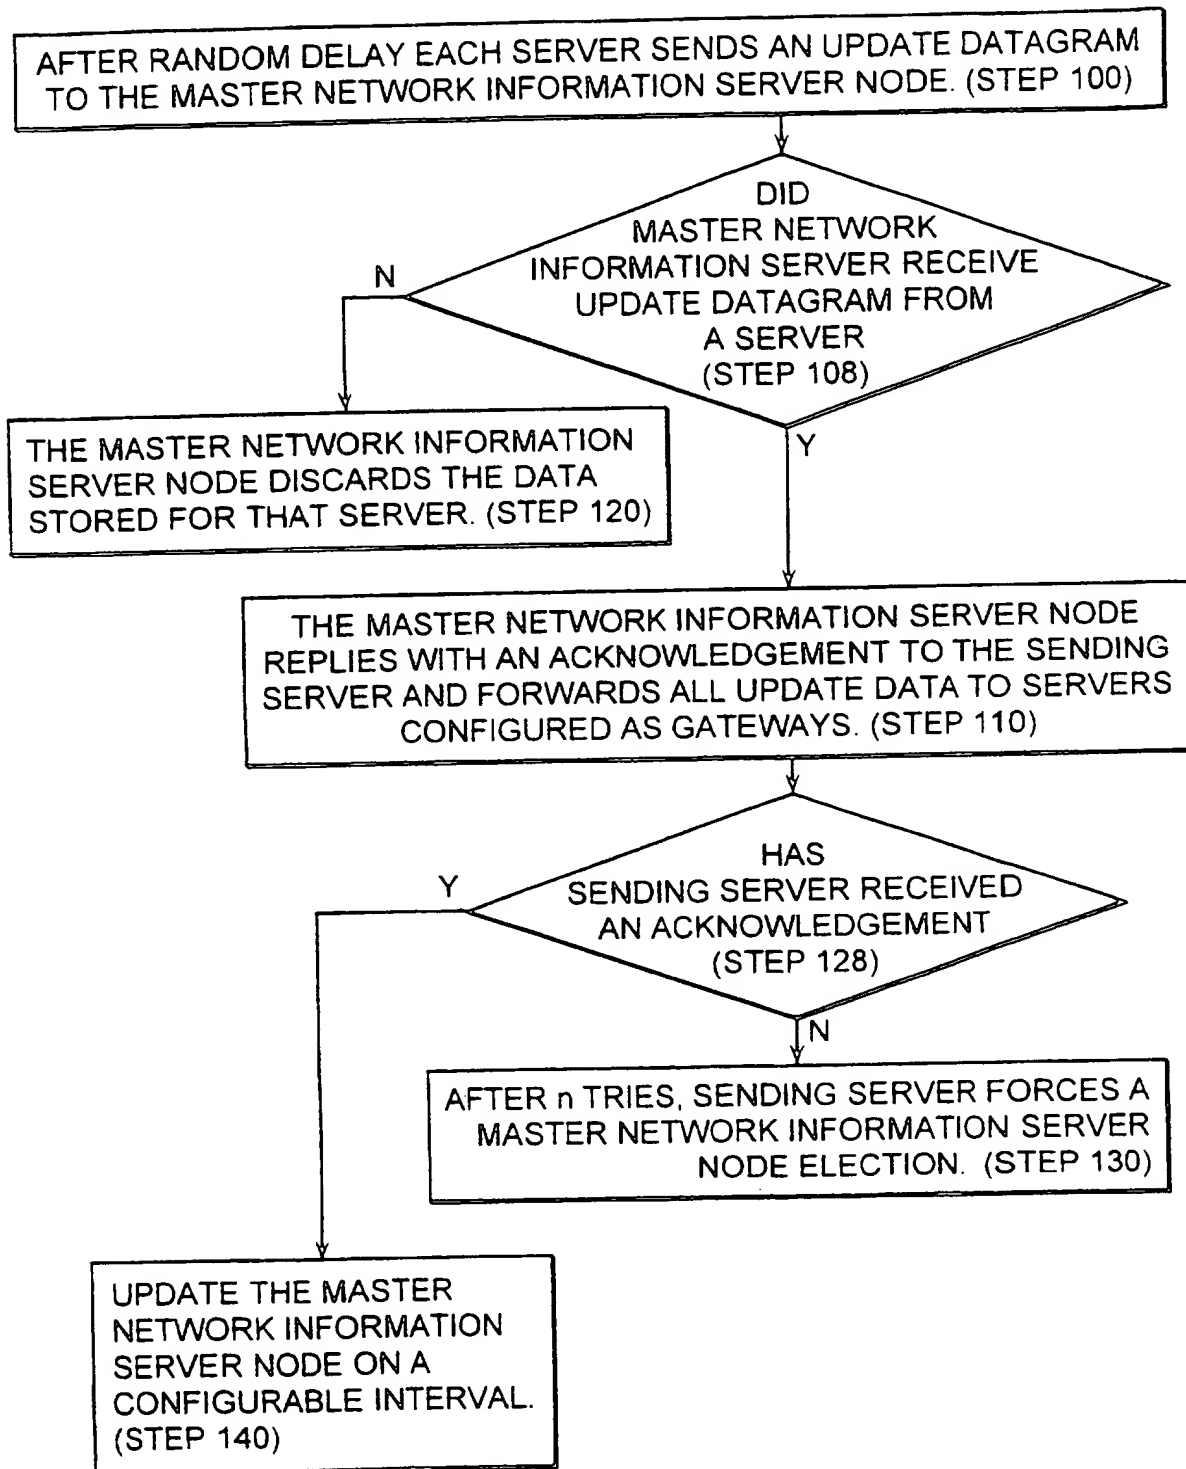 AFTER RANDOM DELAY EACH SERVER SENDS AN UPDATE DATAGRAM
TO THE MASTER NETWORK INFORMATION SERVER NODE. (STEP 100)
DID
MASTER NETWORK
INFORMATION SERVER RECEIVE
UPDATE DATAGRAM FROM
A SERVER
(STEP 108)
N
Y
THE MASTER NETWORK INFORMATION
SERVER NODE DISCARDS THE DATA
STORED FOR THAT SERVER. (STEP 120)
THE MASTER NETWORK INFORMATION SERVER NODE
REPLIES WITH AN ACKNOWLEDGEMENT TO THE SENDING
SERVER AND FORWARDS ALL UPDATE DATA TO SERVERS
CONFIGURED AS GATEWAYS. (STEP 110)
HAS
SENDING SERVER RECEIVED
AN ACKNOWLEDGEMENT
(STEP 128)
Y
N
AFTER n TRIES, SENDING SERVER FORCES A
MASTER NETWORK INFORMATION SERVER
NODE ELECTION. (STEP 130)
UPDATE THE MASTER
NETWORK INFORMATION
SERVER NODE ON A
CONFIGURABLE INTERVAL.
(STEP 140)